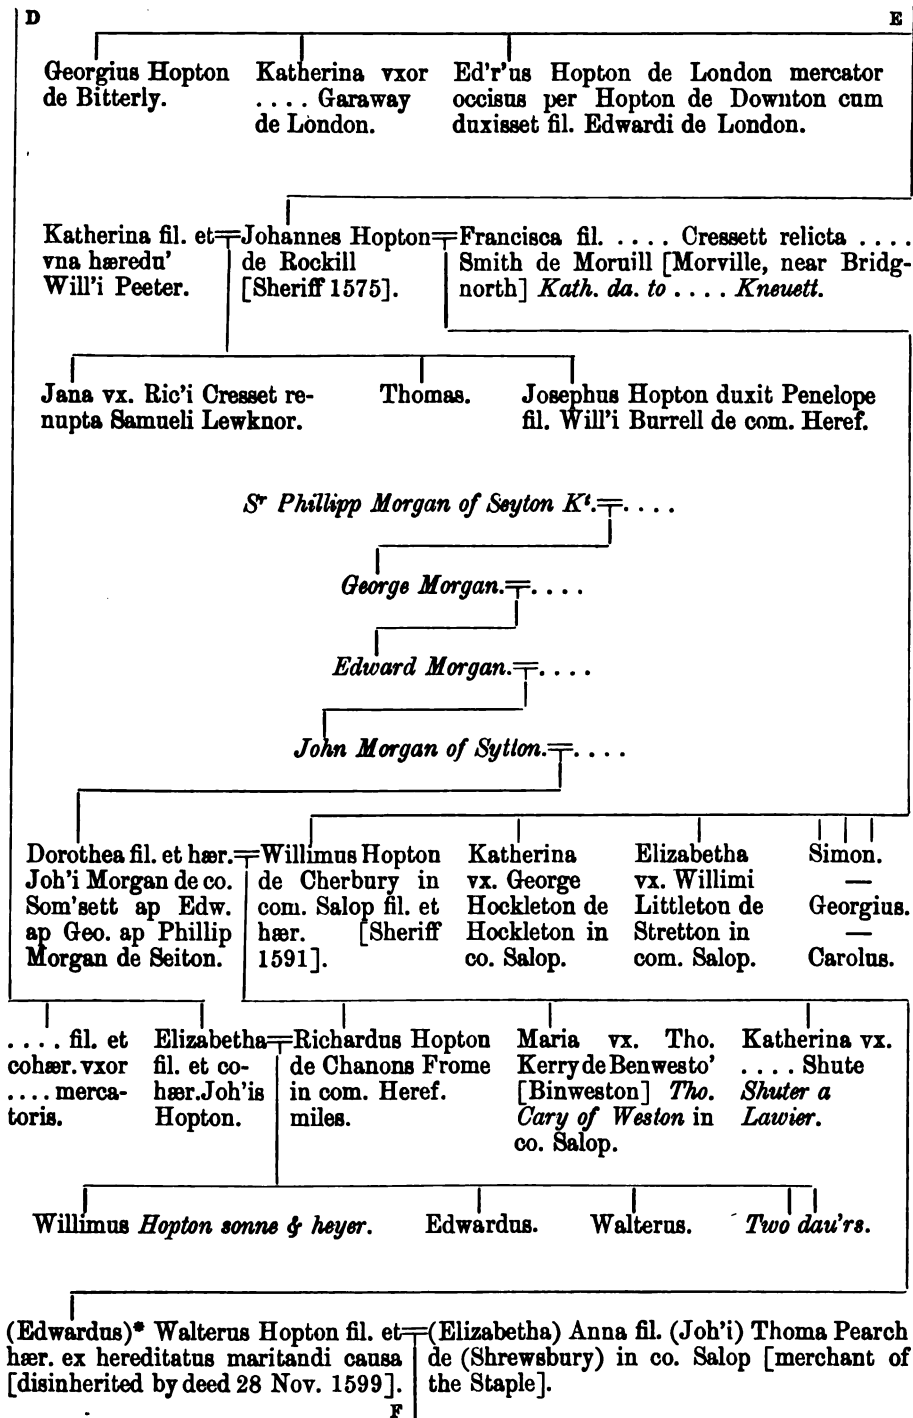 D E
Georgius Hopton
de Bitterly.
Katherina vxor
. . . . Garaway
de London.
Ed'r'us Hopton de London mercator
occisus per Hopton de Downton cum
duxisset fil. Edwardi de London.
Katherina fil. et
vna hæredu'
Will'i Peeter.
Johannes Hopton
de Rockill
[Sheriff 1575].
Francisca fil. . . . . Cressett relicta . . . .
Smith de Moruill [Morville, near Bridg-
north] Kath. da. to . . . . Kneuett.
Jana vx. Ric'i Cresset re-
nupta Samueli Lewknor.
Thomas.
Josephus Hopton duxit Penelope
fil. Will'i Burrell de com. Heref.
Sr Phillipp Morgan of Seyton Kt. . . . .
George Morgan. . . . .
Edward Morgan. . . . .
John Morgan of Sytton. . . . .
Dorothea fil. et hær.
Joh'i Morgan de co.
Som'sett ap Edw.
ap Geo. ap Phillip
Morgan de Seiton.
Willimus Hopton
de Cherbury in
com. Salop fil. et
hær. [Sheriff
1591].
Katherina
vx. George
Hockleton de
Hockleton in
co. Salop.
Elizabetha
vx. Willimi
Littleton de
Stretton in
com. Salop.
Simon.
—
Georgius.
—
Carolus.
. . . . fil. et
cohær. vxor
. . . . merca-
toris.
Elizabetha
fil. et co-
hær. Joh'is
Hopton.
Richardus Hopton
de Chanons Frome
in com. Heref.
miles.
Maria vx. Tho.
Kerry de Benwesto'
[Binweston] Tho.
Cary of Weston in
co. Salop.
Katherina vx.
. . . . Shute
Shuter a
Lawier.
Willimus Hopton sonne & heyer.
Edwardus.
Walterus.
Two dau'rs.
(Edwardus)* Walterus Hopton fil. et
hær. ex hereditatus maritandi causa
[disinherited by deed 28 Nov. 1599].
(Elizabetha) Anna fil. (Joh'i) Thoma Pearch
de (Shrewsbury) in co. Salop [merchant of
the Staple].
F